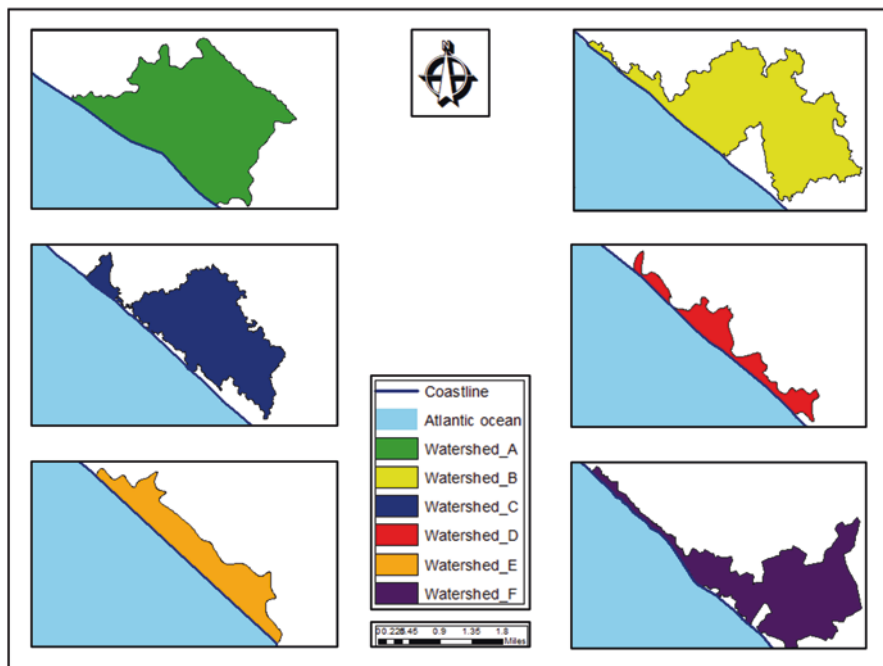 N
Coastline
Atlantic ocean
Watershed_A
Watershed_B
Watershed_C
Watershed_D
Watershed_E
Watershed_F
0.9 1.35 1.8
Miles